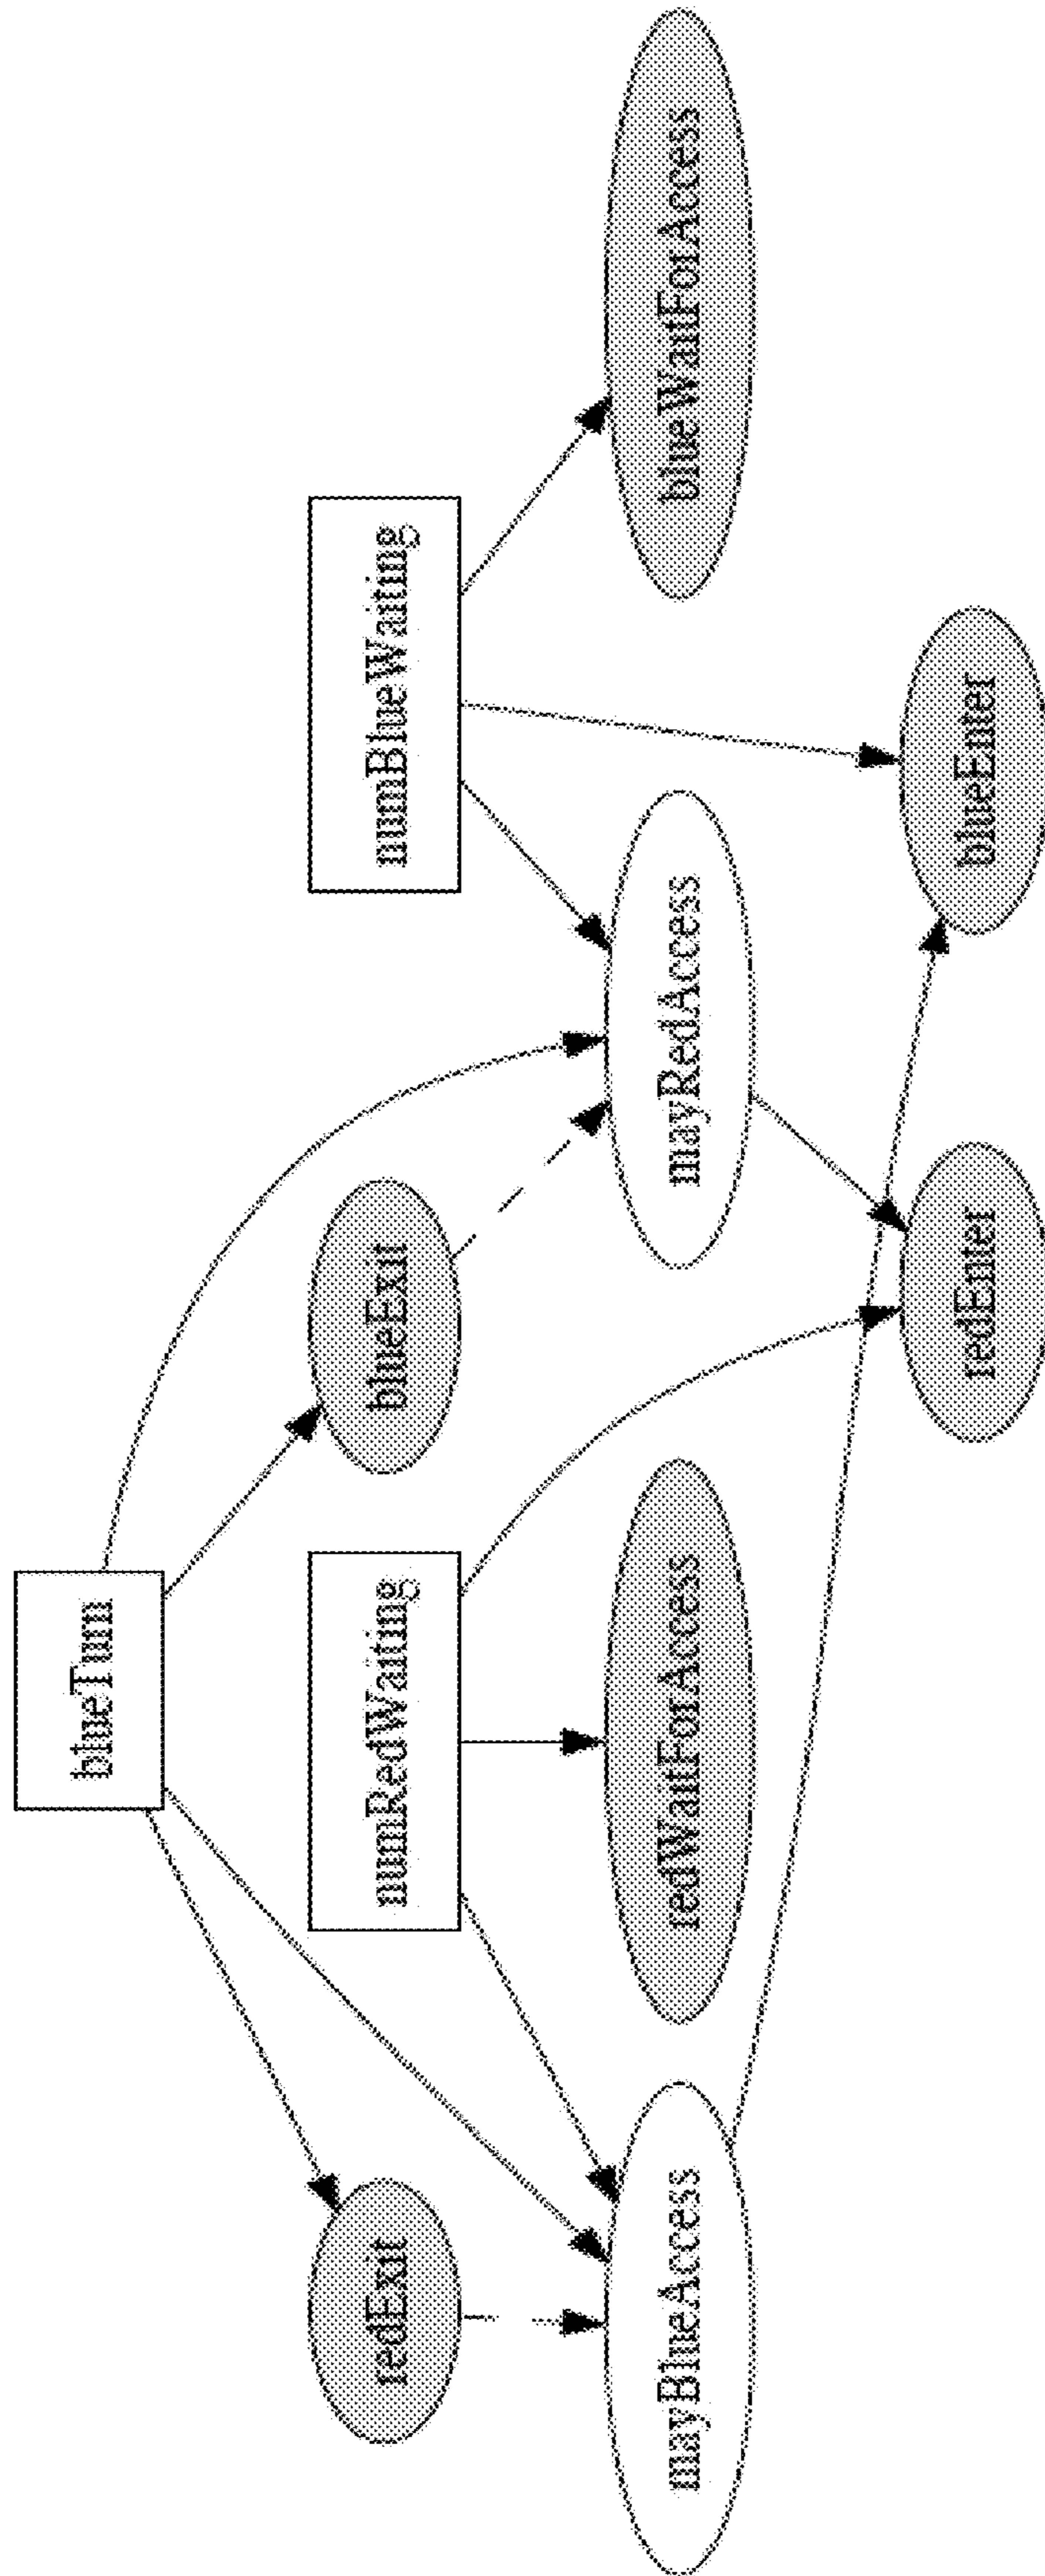 blueTurn
redExit
numRedWaiting
blueExit
numBlueWaiting
mayBlueAccess
redWaitForAccess
mayRedAccess
blueWaitForAccess
redEnter
blueEnter